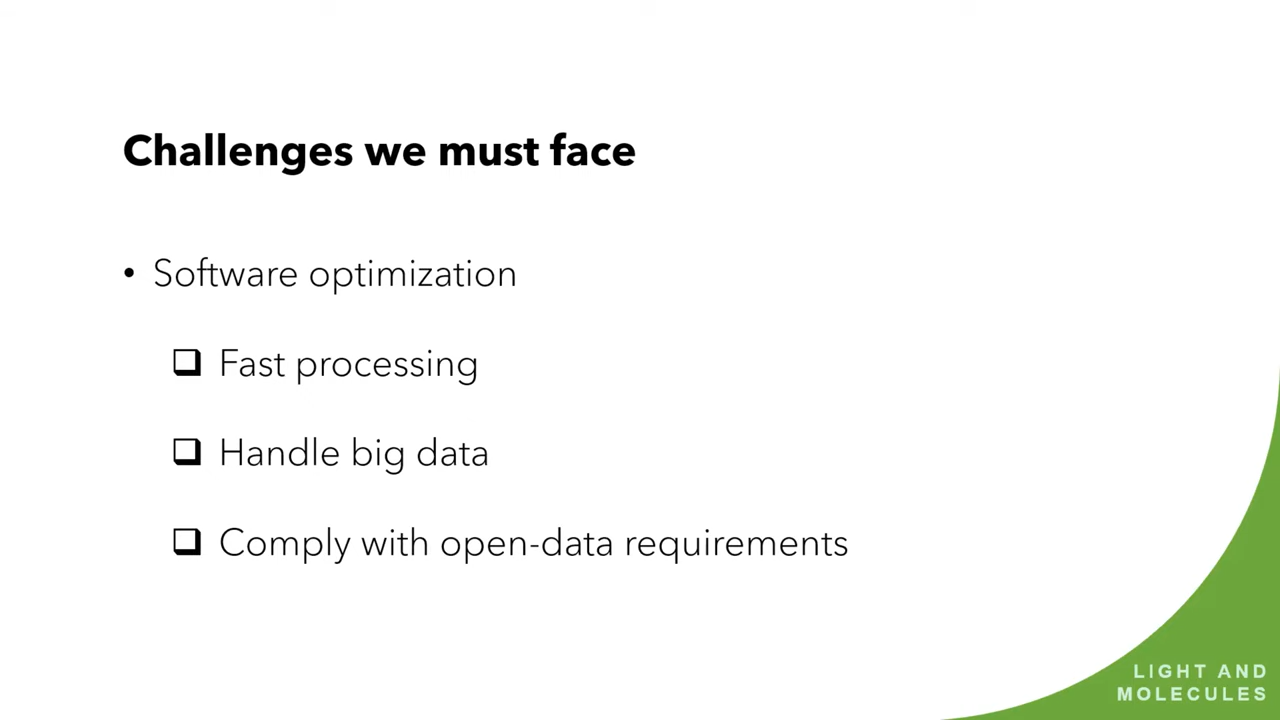 Challenges we must face
• Software optimization
❑ Fast processing
❑ Handle big data
❑ Comply with open-data requirements
LIGHT AND
MOLECULES